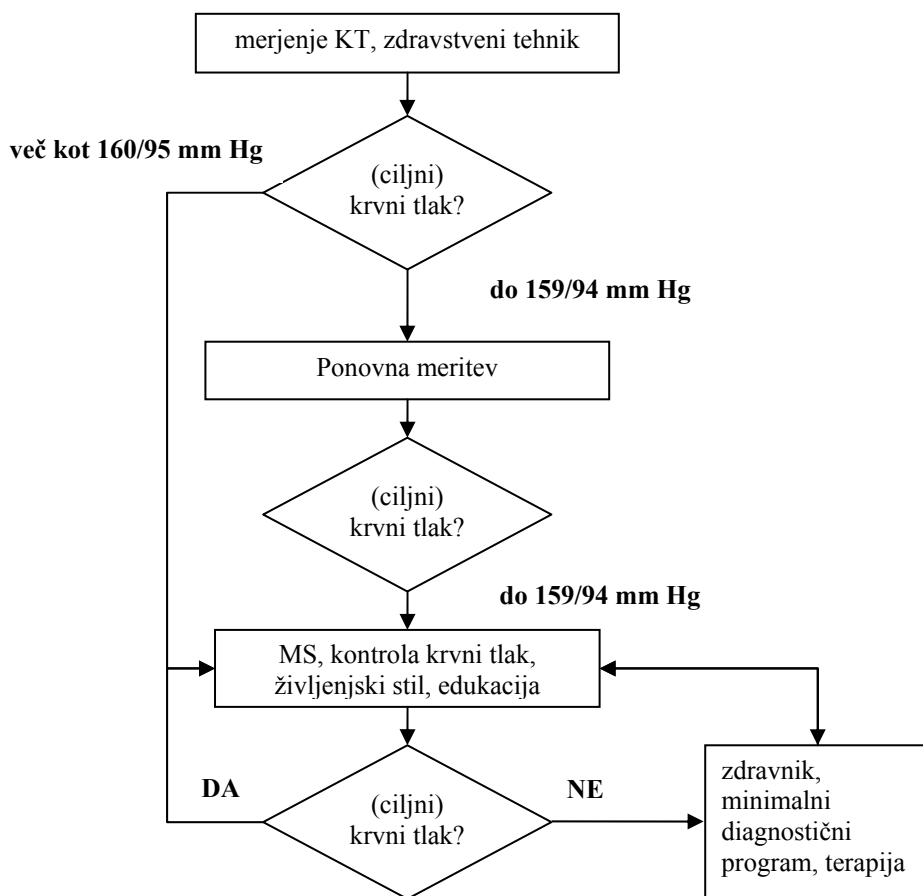 merjenje KT, zdravstveni tehnik
več kot 160/95 mm Hg
(ciljni)
krvni tlak?
do 159/94 mm Hg
Ponovna meritev
(ciljni)
krvni tlak?
do 159/94 mm Hg
MS, kontrola krvni tlak,
življenjski stil, edukacija
DA
(ciljni)
krvni tlak?
NE
zdravnik,
minimalni
diagnostični
program, terapija